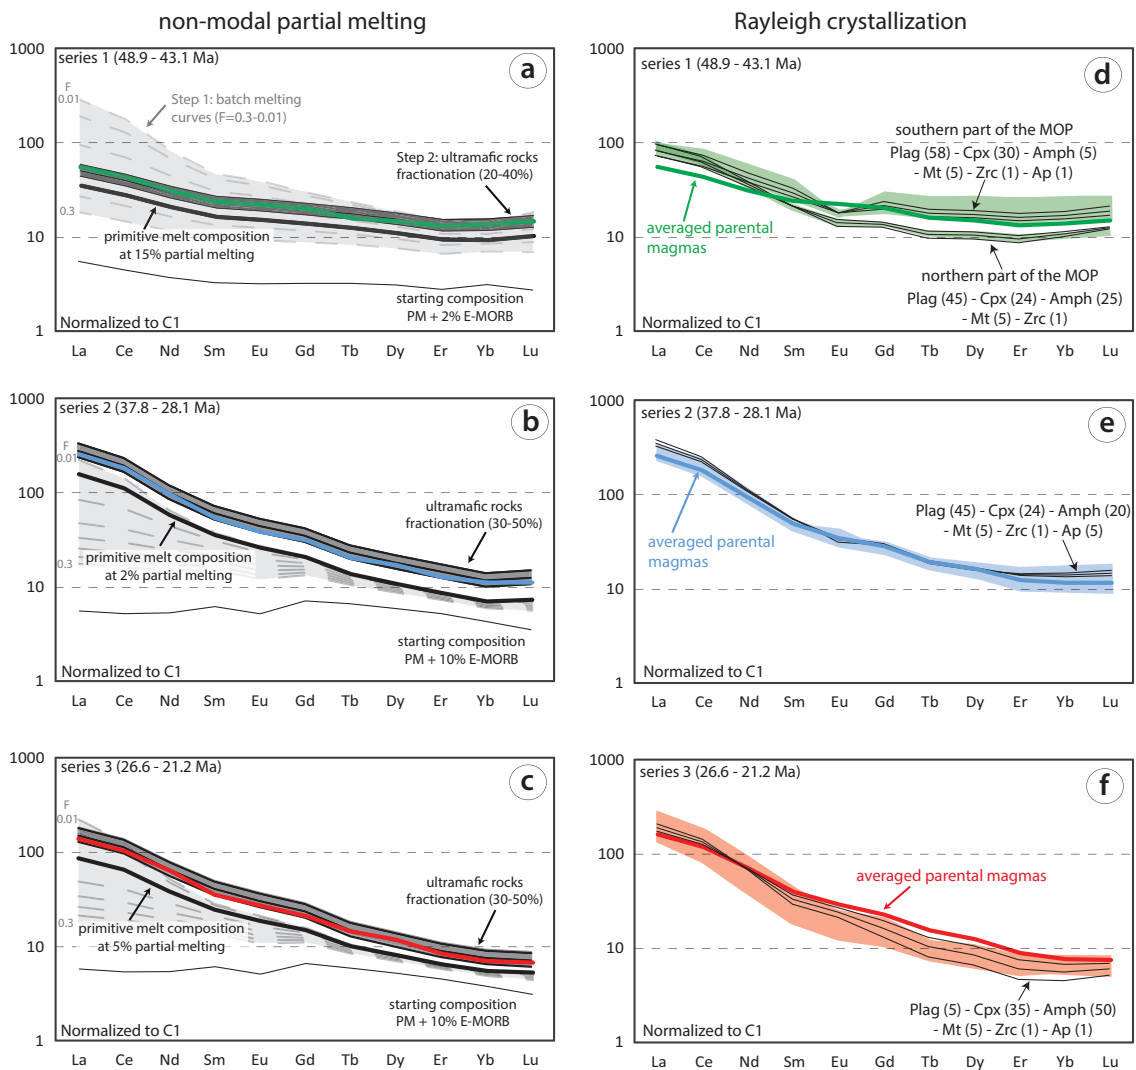 non-modal partial melting
Rayleigh crystallization
1000
series 1 (48.9 - 43.1 Ma)
a
F
0.01
Step 1: batch melting
curves (F=0.3-0.01)
100
Step 2: ultramafic rocks
fractionation (20-40%)
0.3
primitive melt composition
at 15% partial melting
10
starting composition
PM + 2% E-MORB
Normalized to C1
1
La Ce Nd Sm Eu Gd Tb Dy Er Yb Lu
1000
series 1 (48.9 - 43.1 Ma)
d
100
southern part of the MOP
Plag (58) - Cpx (30) - Amph (5)
- Mt (5) - Zrc (1) - Ap (1)
averaged parental
magmas
10
northern part of the MOP
Plag (45) - Cpx (24) - Amph (25)
- Mt (5) - Zrc (1)
Normalized to C1
1
La Ce Nd Sm Eu Gd Tb Dy Er Yb Lu
1000
series 2 (37.8 - 28.1 Ma)
b
F
0.01
100
ultramafic rocks
fractionation (30-50%)
primitive melt composition
at 2% partial melting
0.3
10
starting composition
PM + 10% E-MORB
Normalized to C1
1
La Ce Nd Sm Eu Gd Tb Dy Er Yb Lu
1000
series 2 (37.8 - 28.1 Ma)
e
100
Plag (45) - Cpx (24) - Amph (20)
- Mt (5) - Zrc (1) - Ap (5)
averaged parental
magmas
10
Normalized to C1
1
La Ce Nd Sm Eu Gd Tb Dy Er Yb Lu
1000
series 3 (26.6 - 21.2 Ma)
c
F
0.01
100
ultramafic rocks
fractionation (30-50%)
0.3
primitive melt composition
at 5% partial melting
10
starting composition
PM + 10% E-MORB
Normalized to C1
1
La Ce Nd Sm Eu Gd Tb Dy Er Yb Lu
1000
series 3 (26.6 - 21.2 Ma)
f
100
averaged parental magmas
10
Plag (5) - Cpx (35) - Amph (50)
- Mt (5) - Zrc (1) - Ap (1)
Normalized to C1
1
La Ce Nd Sm Eu Gd Tb Dy Er Yb Lu